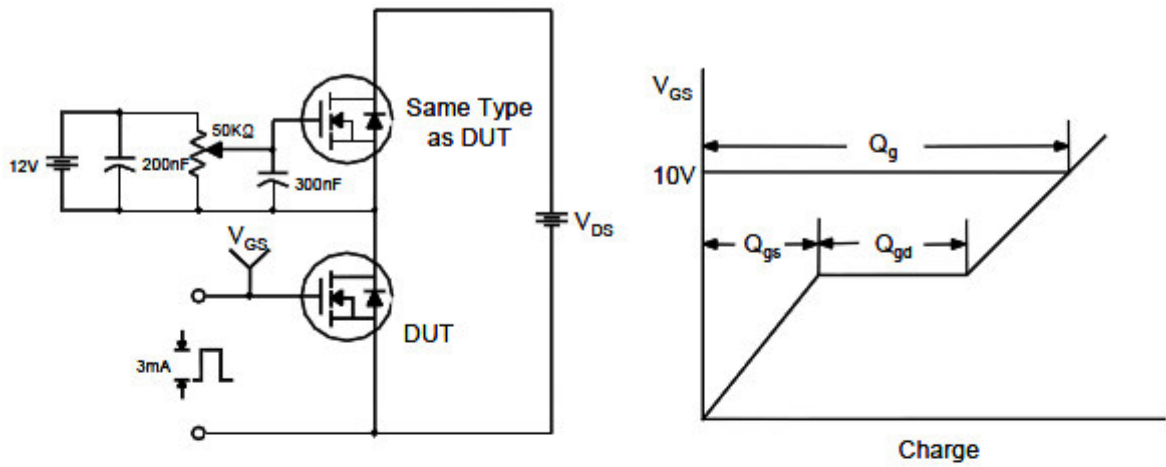 Same Type
as DUT
50KΩ
12V
200nF
300nF
VGS
VDS
DUT
3mA
VGS
10V
Qg
Qgs
Qgd
Charge